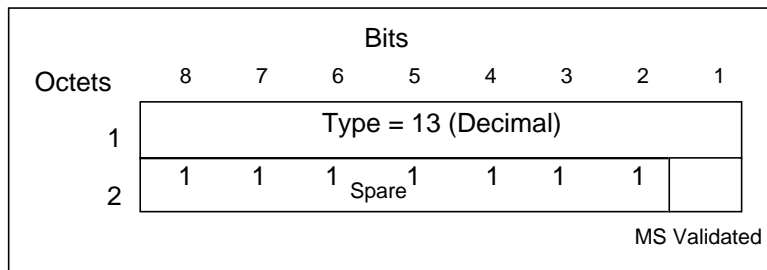 Bits
Octets 8 7 6 5 4 3 2 1
1 Type = 13 (Decimal)
2 1 1 1 1 1 1 1
Spare
MS Validated